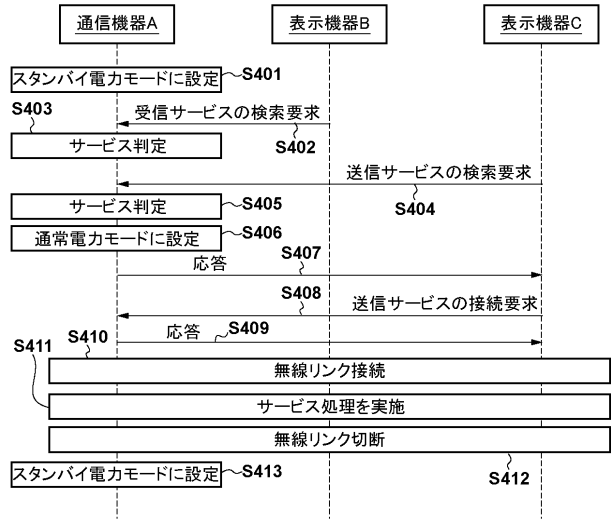 通信機器A
表示機器B
表示機器C
スタンバイ電力モードに設定
S401
S403
受信サービスの検索要求
S402
サービス判定
送信サービスの検索要求
S404
サービス判定
S405
通常電力モードに設定
S406
応答
S407
S408
送信サービスの接続要求
応答
S409
S410
S411
無線リンク接続
サービス処理を実施
無線リンク切断
スタンバイ電力モードに設定
S413
S412